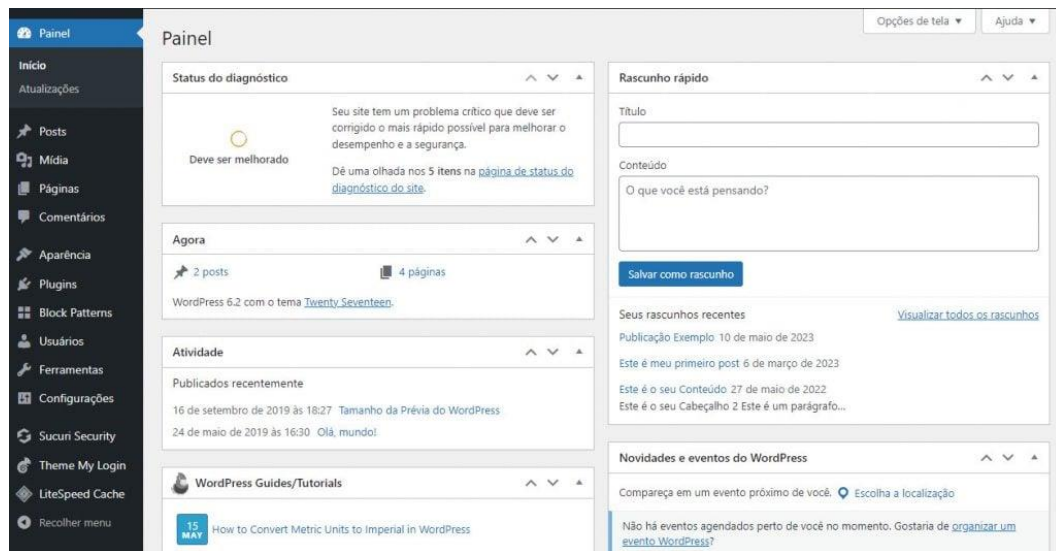 Painel
Início
Atualizações
Posts
Mídia
Páginas
Comentários
Aparência
Plugins
Block Patterns
Usuários
Ferramentas
Configurações
Sucuri Security
Theme My Login
LiteSpeed Cache
Recolher menu
Opções de tela
Ajuda
Painel
Status do diagnóstico
Deve ser melhorado
Seu site tem um problema crítico que deve ser
corrigido o mais rápido possível para melhorar o
desempenho e a segurança.
Dê uma olhada nos 5 itens na página de status do
diagnóstico do site.
Agora
2 posts
4 páginas
WordPress 6.2 com o tema Twenty Seventeen.
Atividade
Publicados recentemente
16 de setembro de 2019 às 18:27 Tamanho da Prévia do WordPress
24 de maio de 2019 às 16:30 Olá, mundo!
WordPress Guides/Tutorials
15
MAY
How to Convert Metric Units to Imperial in WordPress
Rascunho rápido
Título
Conteúdo
O que você está pensando?
Salvar como rascunho
Seus rascunhos recentes
Visualizar todos os rascunhos
Publicação Exemplo 10 de maio de 2023
Este é meu primeiro post 6 de março de 2023
Este é o seu Conteúdo 27 de maio de 2022
Este é o seu Cabeçalho 2 Este é um parágrafo...
Novidades e eventos do WordPress
Compareça em um evento próximo de você. Escolha a localização
Não há eventos agendados perto de você no momento. Gostaria de organizar um
evento WordPress?